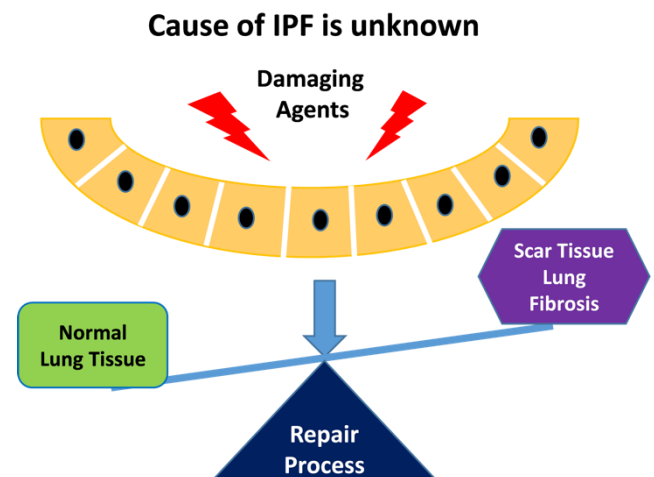 Cause of IPF is unknown
Damaging
Agents
Scar Tissue
Lung
Fibrosis
Normal
Lung Tissue
Repair
Process